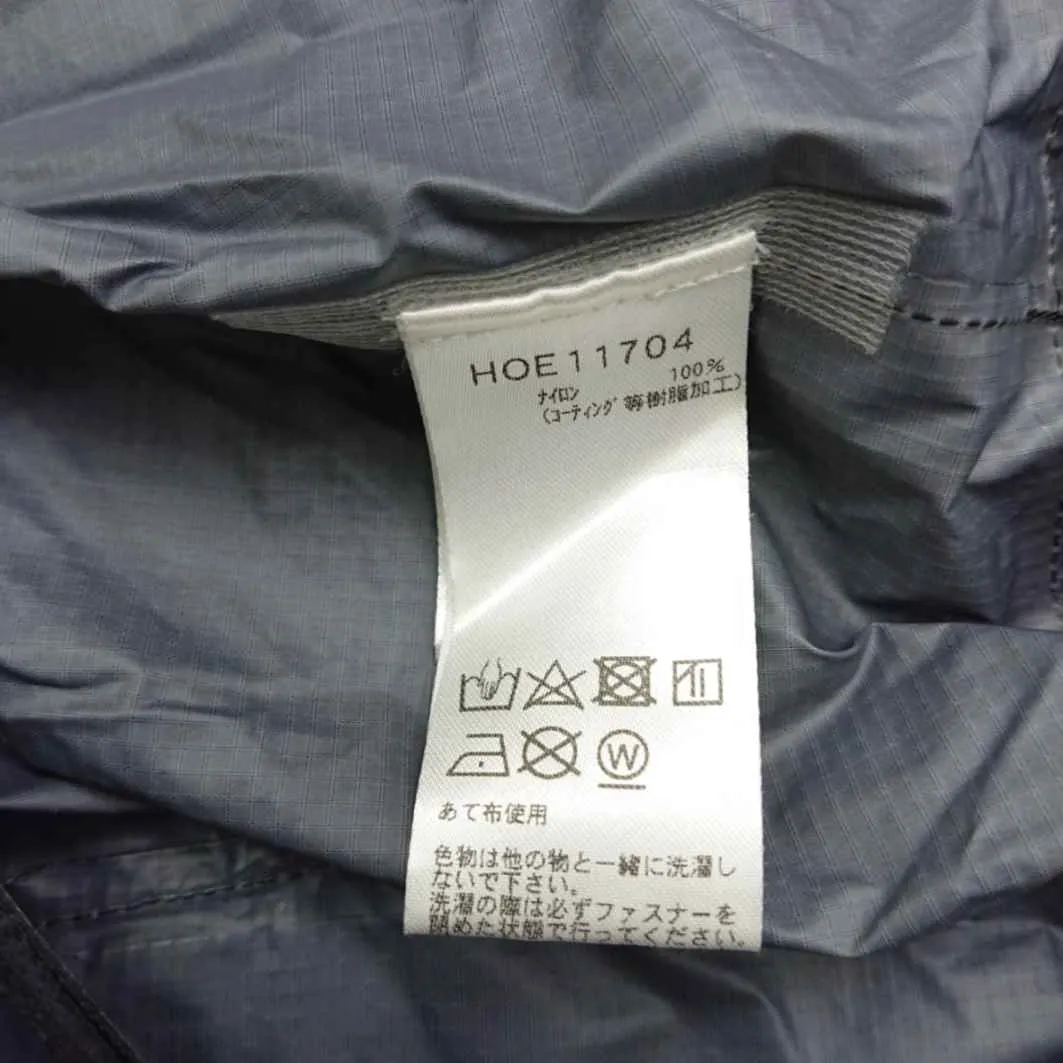 HOE11704
ナイロン 100%
(コーティング等樹脂加工)
W
あて布使用
色物は他の物と一緒に洗濯し
ないで下さい。
洗濯の際は必ずファスナーを
閉めた状態で行ってください。